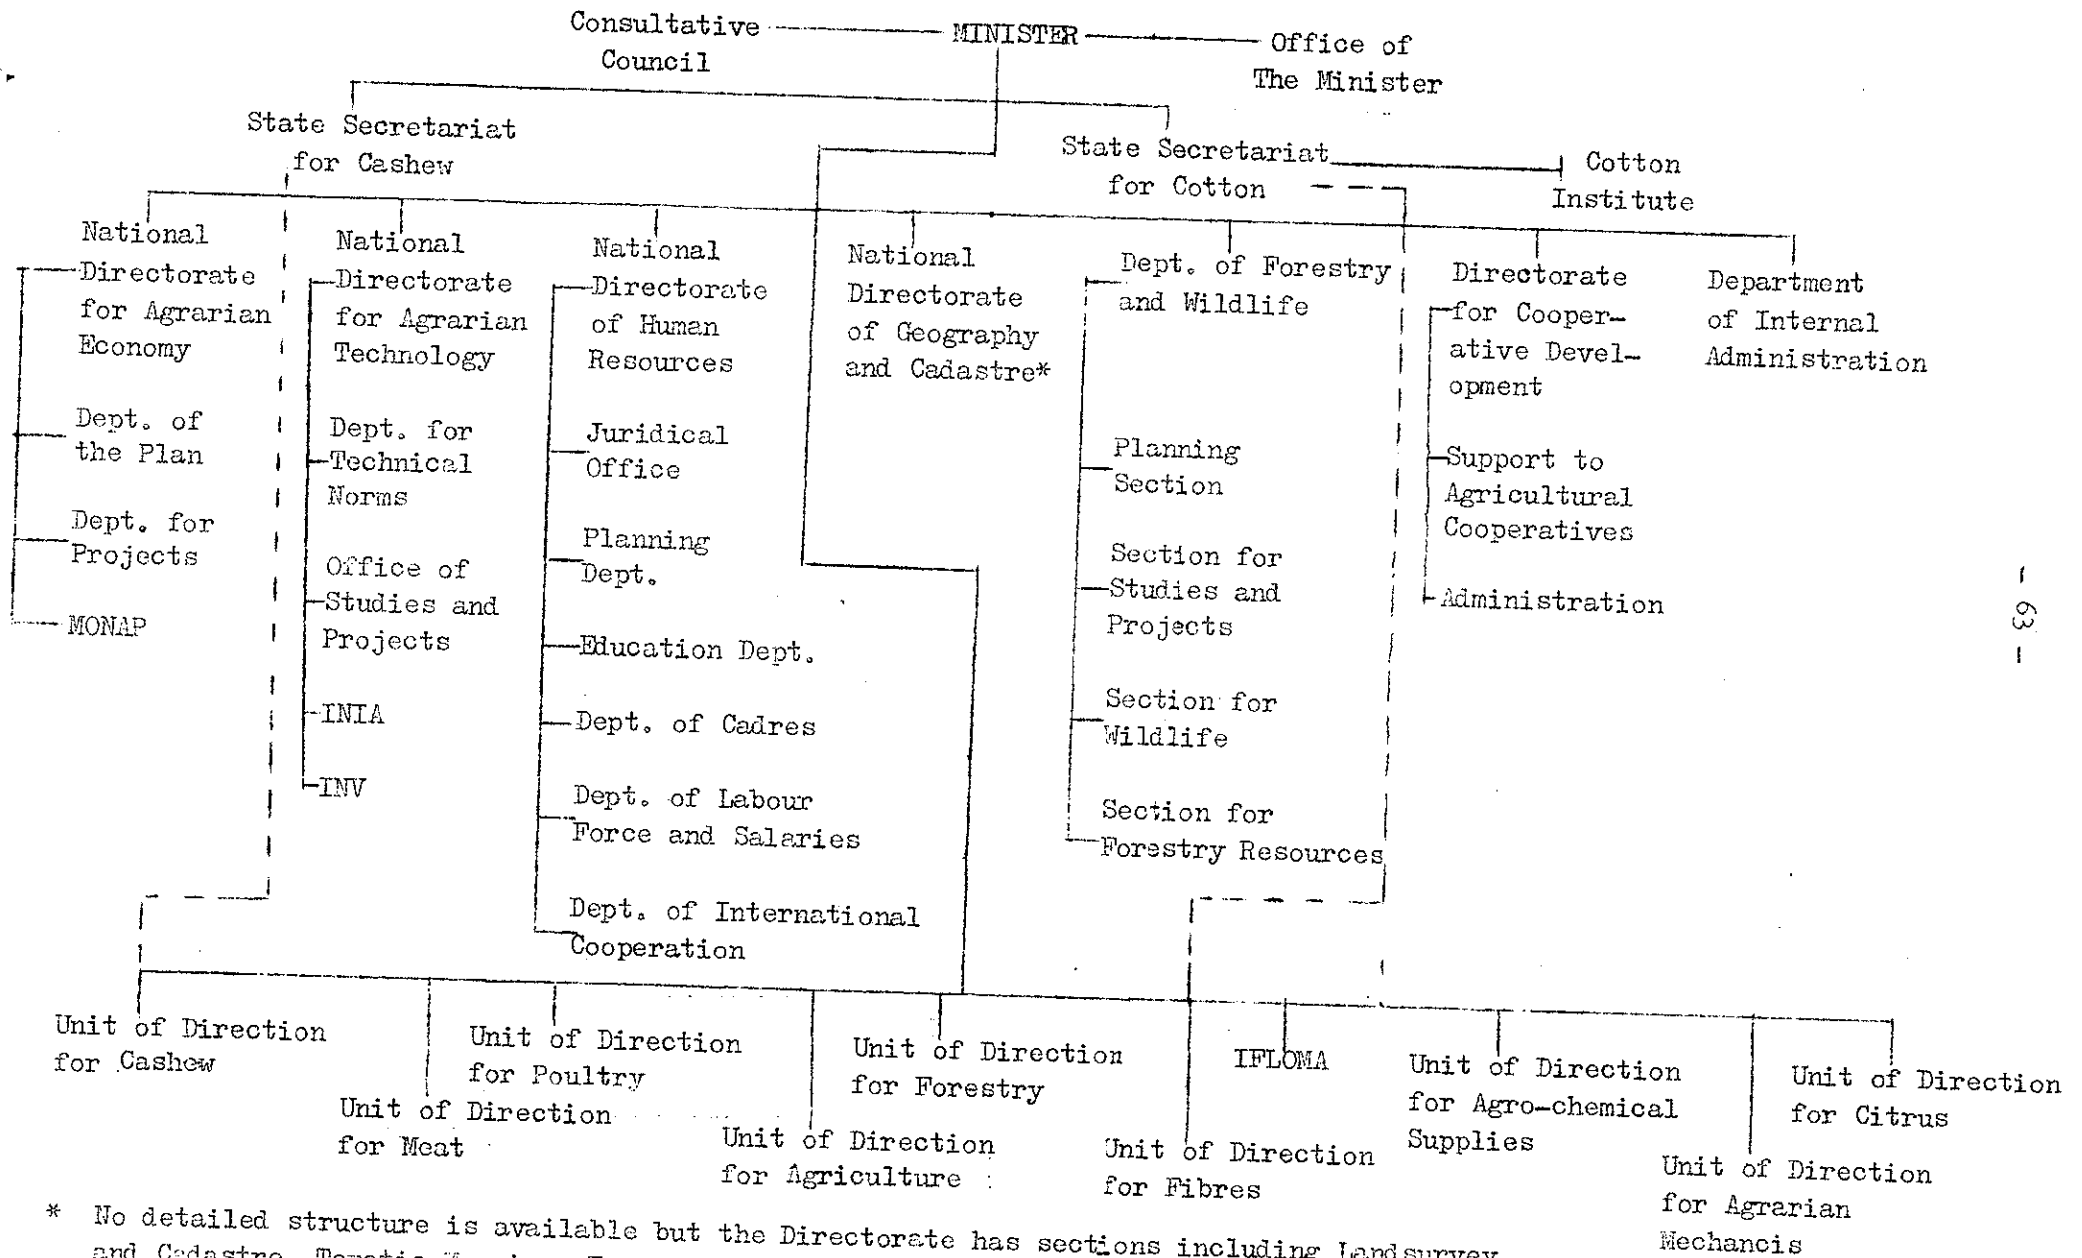 Consultative
Council
MINISTER
Office of
The Minister
State Secretariat
for Cashew
State Secretariat
for Cotton
Cotton
Institute
National
Directorate
for Agrarian
Economy
Dept. of
the Plan
Dept. for
Projects
MONAP
National
Directorate
for Agrarian
Technology
Dept. for
Technical
Norms
Office of
Studies and
Projects
INIA
INV
National
Directorate
of Human
Resources
Juridical
Office
Planning
Dept.
Education Dept.
Dept. of Cadres
Dept. of Labour
Force and Salaries
Dept. of International
Cooperation
National
Directorate
of Geography
and Cadastre*
Dept. of Forestry
and Wildlife
Planning
Section
Section for
Studies and
Projects
Section for
Wildlife
Section for
Forestry Resources
Directorate
for Cooper-
ative Devel-
opment
Support to
Agricultural
Cooperatives
Administration
Department
of Internal
Administration
- 63 -
Unit of Direction
for Cashew
Unit of Direction
for Meat
Unit of Direction
for Poultry
Unit of Direction
for Agriculture
Unit of Direction
for Forestry
Unit of Direction
for Fibres
IFLOMA
Unit of Direction
for Agro-chemical
Supplies
Unit of Direction
for Agrarian
Mechancis
Unit of Direction
for Citrus
* No detailed structure is available but the Directorate has sections including Landsurvey
and Cadastre